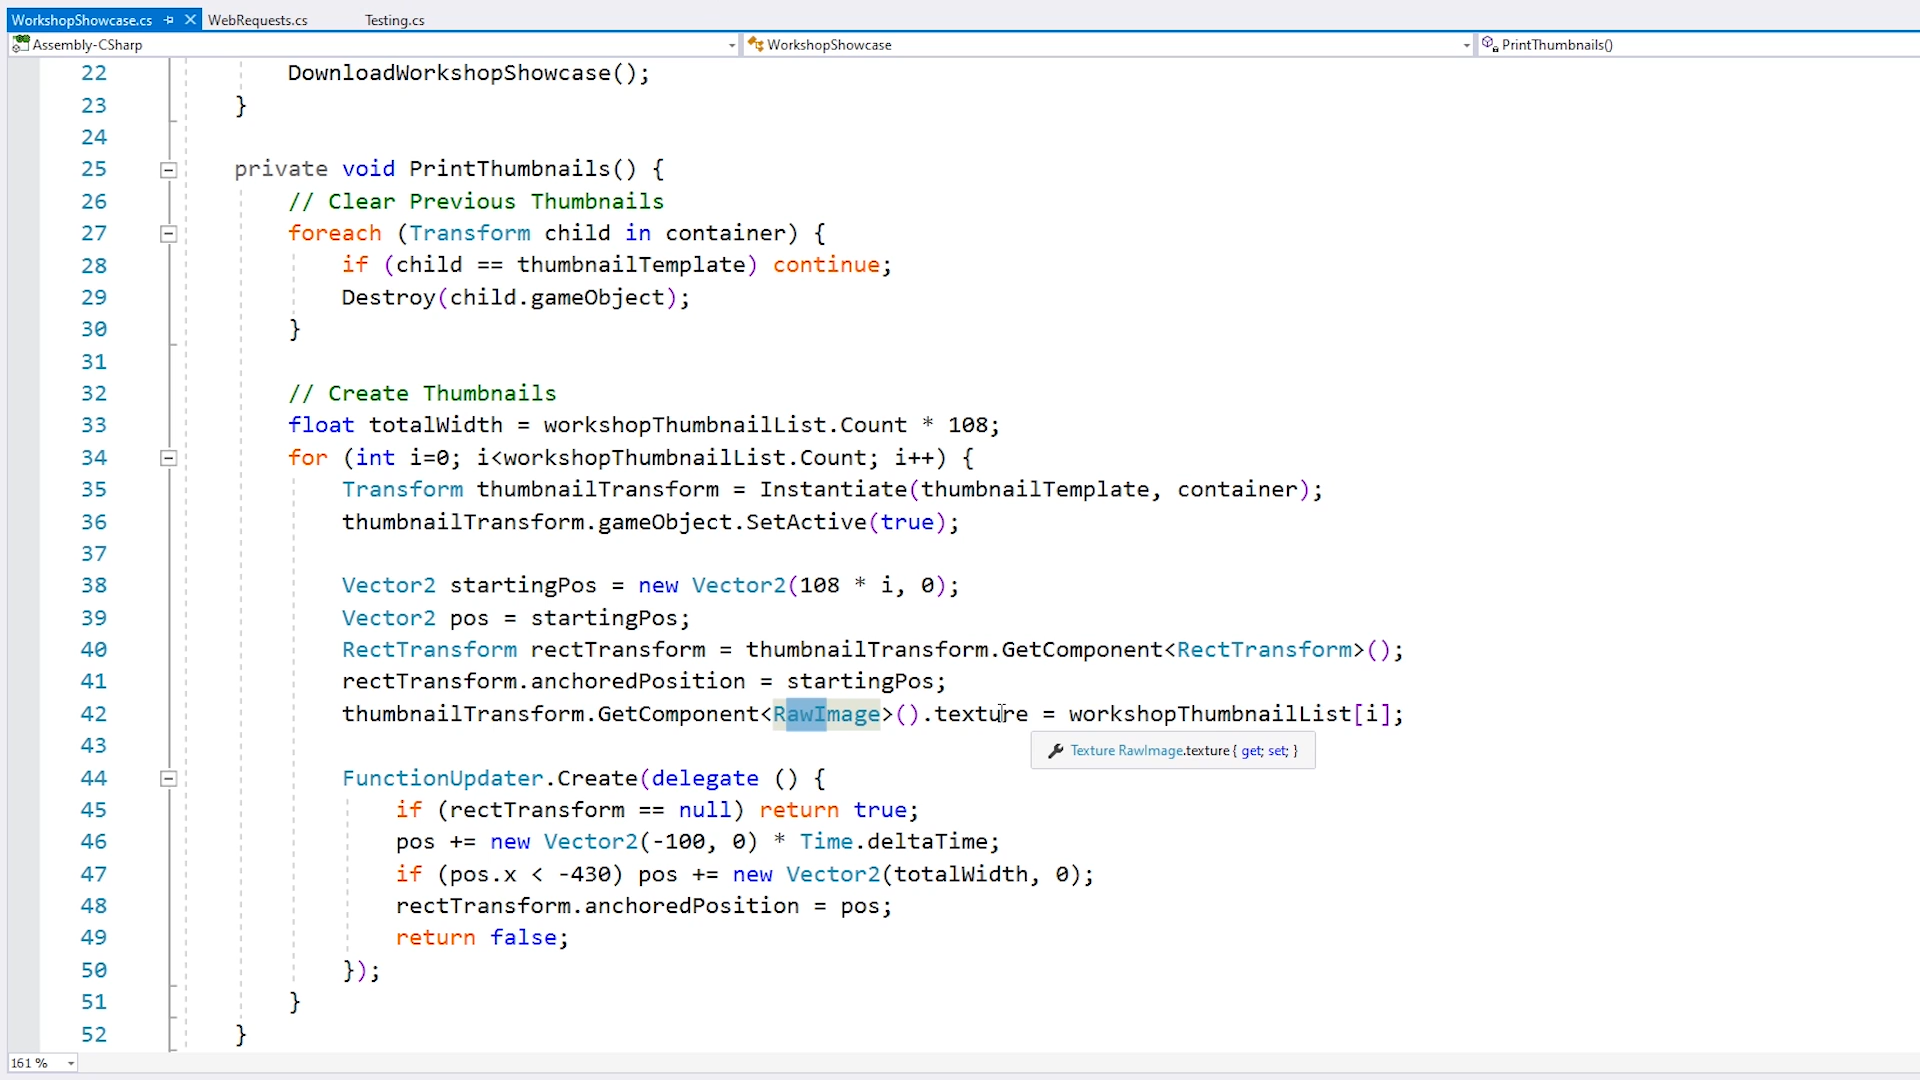 WorkshopShowcase.cs WebRequests.cs Testing.cs
Assembly-CSharp WorkshopShowcase PrintThumbnails()
22 DownloadWorkshopShowcase();
23 }
24
25 private void PrintThumbnails() {
26 // Clear Previous Thumbnails
27 foreach (Transform child in container) {
28 if (child == thumbnailTemplate) continue;
29 Destroy(child.gameObject);
30 }
31
32 // Create Thumbnails
33 float totalWidth = workshopThumbnailList.Count * 108;
34 for (int i=0; i<workshopThumbnailList.Count; i++) {
35 Transform thumbnailTransform = Instantiate(thumbnailTemplate, container);
36 thumbnailTransform.gameObject.SetActive(true);
37
38 Vector2 startingPos = new Vector2(108 * i, 0);
39 Vector2 pos = startingPos;
40 RectTransform rectTransform = thumbnailTransform.GetComponent<RectTransform>();
41 rectTransform.anchoredPosition = startingPos;
42 thumbnailTransform.GetComponent<RawImage>().texture = workshopThumbnailList[i];
43
Texture RawImage.texture { get; set; }
44 FunctionUpdater.Create(delegate () {
45 if (rectTransform == null) return true;
46 pos += new Vector2(-100, 0) * Time.deltaTime;
47 if (pos.x < -430) pos += new Vector2(totalWidth, 0);
48 rectTransform.anchoredPosition = pos;
49 return false;
50 });
51 }
52 }
161 %